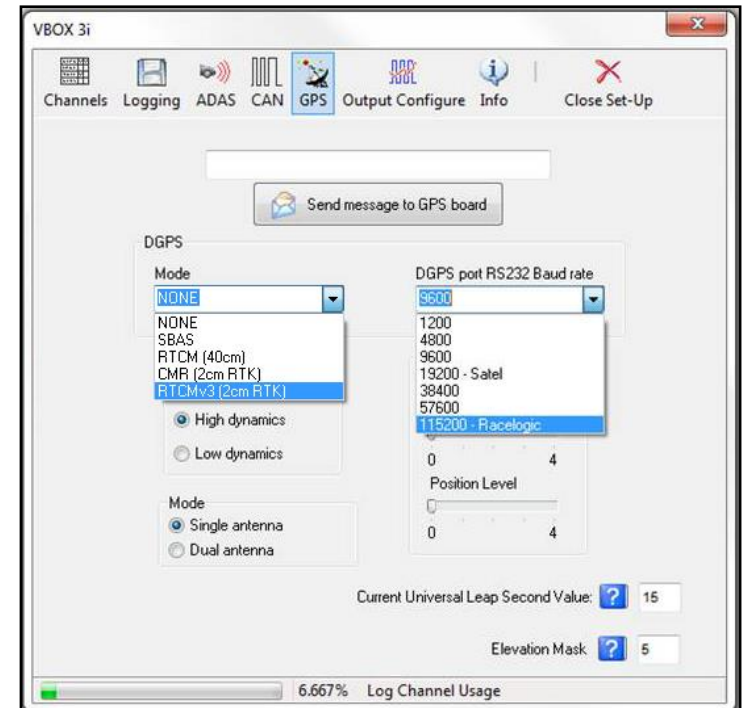 VBOX 3i
Channels Logging ADAS CAN GPS Output Configure Info Close Set-Up
Send message to GPS board
DGPS
Mode DGPS port RS232 Baud rate
NONE 9600
NONE 1200
SBAS 4800
RTCM (40cm) 9600
CMR (2cm RTK) 19200 - Satel
RTCMv3 (2cm RTK) 38400
57600
115200 - Racelogic
High dynamics
Low dynamics
0 4
Position Level
0 4
Mode
Single antenna
Dual antenna
Current Universal Leap Second Value: ? 15
Elevation Mask ? 5
6.667% Log Channel Usage